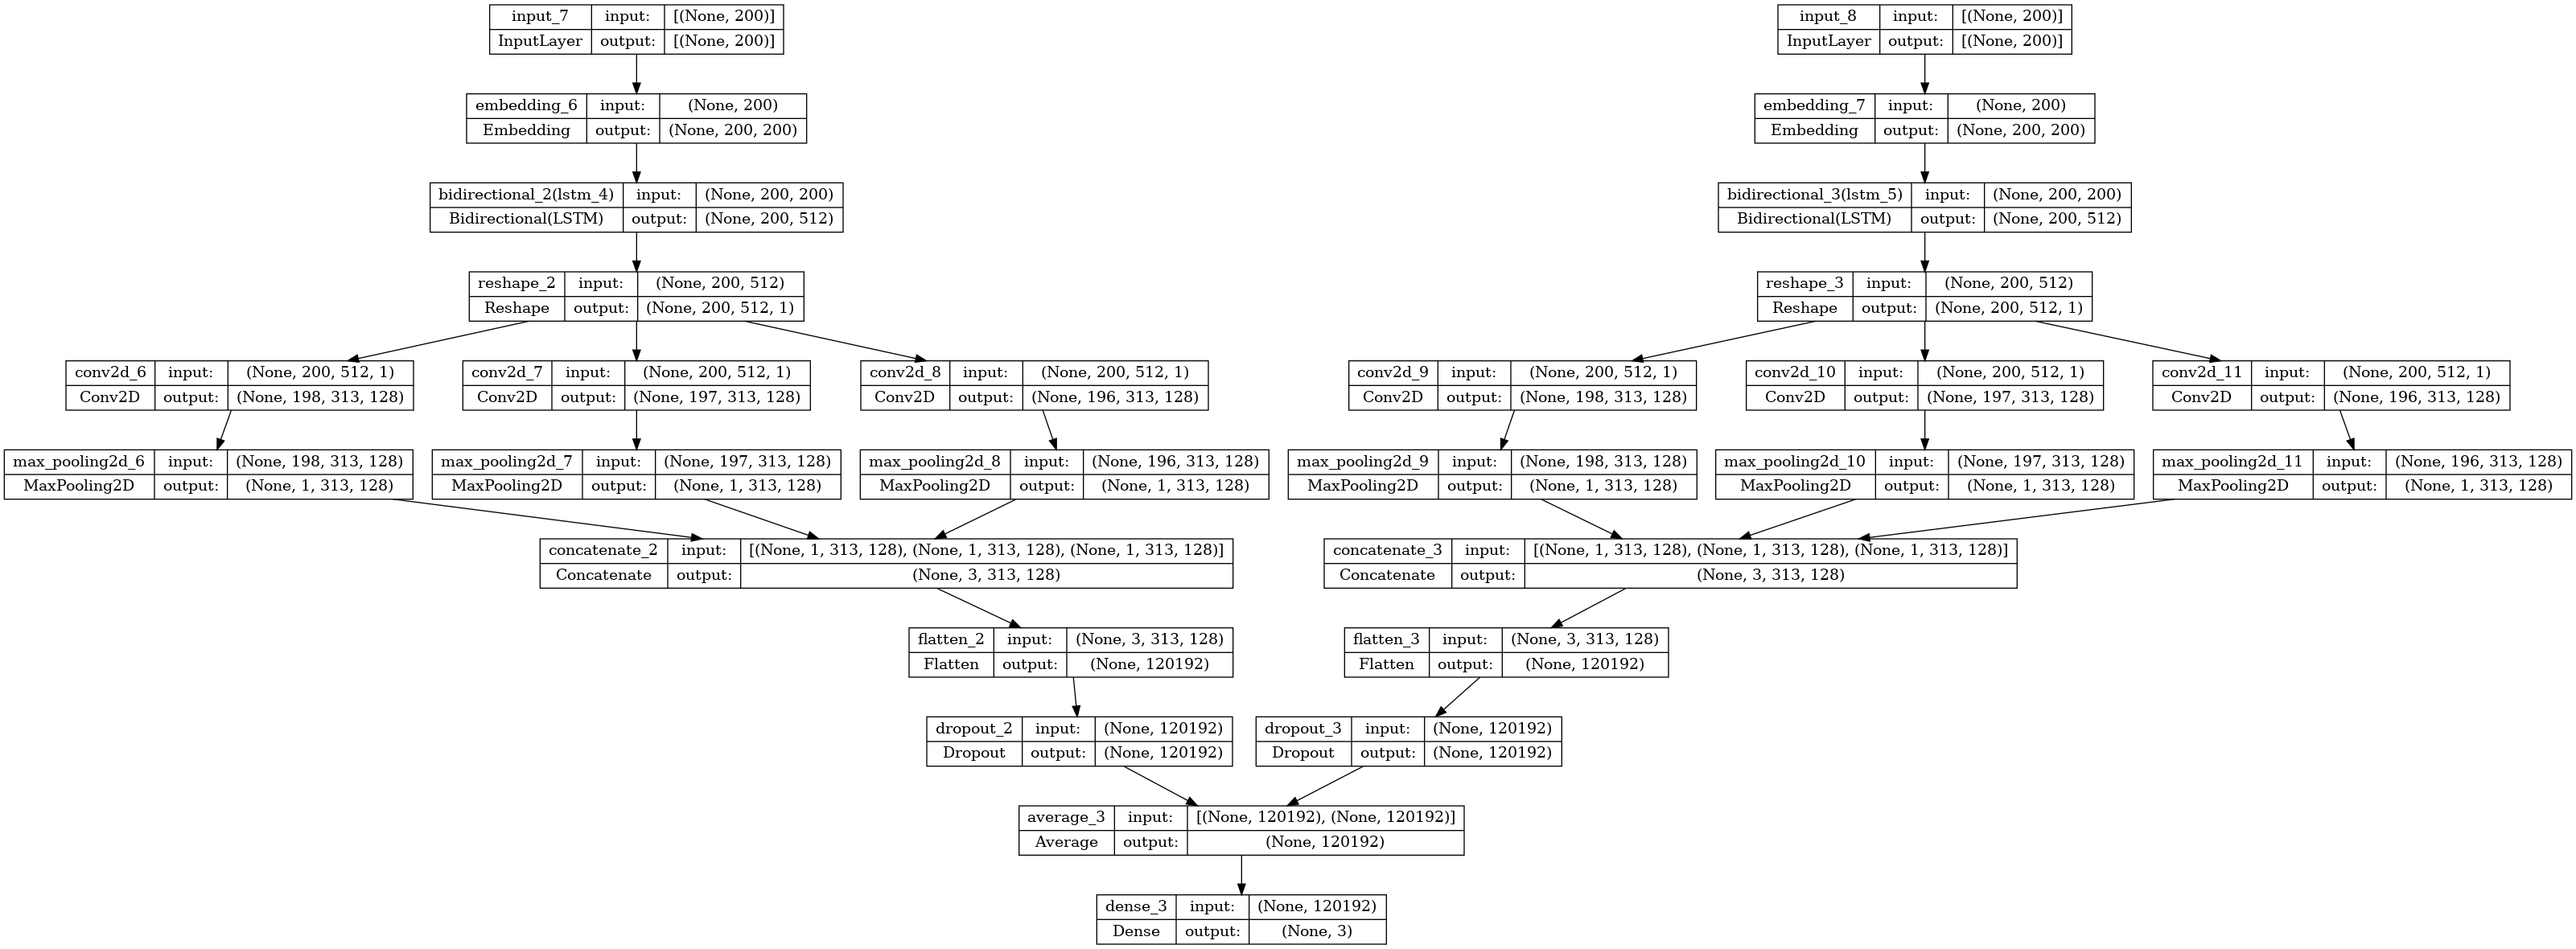 input_7 input: [(None, 200)]
InputLayer output: [(None, 200)]
input_8 input: [(None, 200)]
InputLayer output: [(None, 200)]
embedding_6 input: (None, 200)
Embedding output: (None, 200, 200)
embedding_7 input: (None, 200)
Embedding output: (None, 200, 200)
bidirectional_2(lstm_4) input: (None, 200, 200)
Bidirectional(LSTM) output: (None, 200, 512)
bidirectional_3(lstm_5) input: (None, 200, 200)
Bidirectional(LSTM) output: (None, 200, 512)
reshape_2 input: (None, 200, 512)
Reshape output: (None, 200, 512, 1)
reshape_3 input: (None, 200, 512)
Reshape output: (None, 200, 512, 1)
conv2d_6 input: (None, 200, 512, 1)
Conv2D output: (None, 198, 313, 128)
conv2d_7 input: (None, 200, 512, 1)
Conv2D output: (None, 197, 313, 128)
conv2d_8 input: (None, 200, 512, 1)
Conv2D output: (None, 196, 313, 128)
conv2d_9 input: (None, 200, 512, 1)
Conv2D output: (None, 198, 313, 128)
conv2d_10 input: (None, 200, 512, 1)
Conv2D output: (None, 197, 313, 128)
conv2d_11 input: (None, 200, 512, 1)
Conv2D output: (None, 196, 313, 128)
max_pooling2d_6 input: (None, 198, 313, 128)
MaxPooling2D output: (None, 1, 313, 128)
max_pooling2d_7 input: (None, 197, 313, 128)
MaxPooling2D output: (None, 1, 313, 128)
max_pooling2d_8 input: (None, 196, 313, 128)
MaxPooling2D output: (None, 1, 313, 128)
max_pooling2d_9 input: (None, 198, 313, 128)
MaxPooling2D output: (None, 1, 313, 128)
max_pooling2d_10 input: (None, 197, 313, 128)
MaxPooling2D output: (None, 1, 313, 128)
max_pooling2d_11 input: (None, 196, 313, 128)
MaxPooling2D output: (None, 1, 313, 128)
concatenate_2 input: [(None, 1, 313, 128), (None, 1, 313, 128), (None, 1, 313, 128)]
Concatenate output: (None, 3, 313, 128)
concatenate_3 input: [(None, 1, 313, 128), (None, 1, 313, 128), (None, 1, 313, 128)]
Concatenate output: (None, 3, 313, 128)
flatten_2 input: (None, 3, 313, 128)
Flatten output: (None, 120192)
flatten_3 input: (None, 3, 313, 128)
Flatten output: (None, 120192)
dropout_2 input: (None, 120192)
Dropout output: (None, 120192)
dropout_3 input: (None, 120192)
Dropout output: (None, 120192)
average_3 input: [(None, 120192), (None, 120192)]
Average output: (None, 120192)
dense_3 input: (None, 120192)
Dense output: (None, 3)